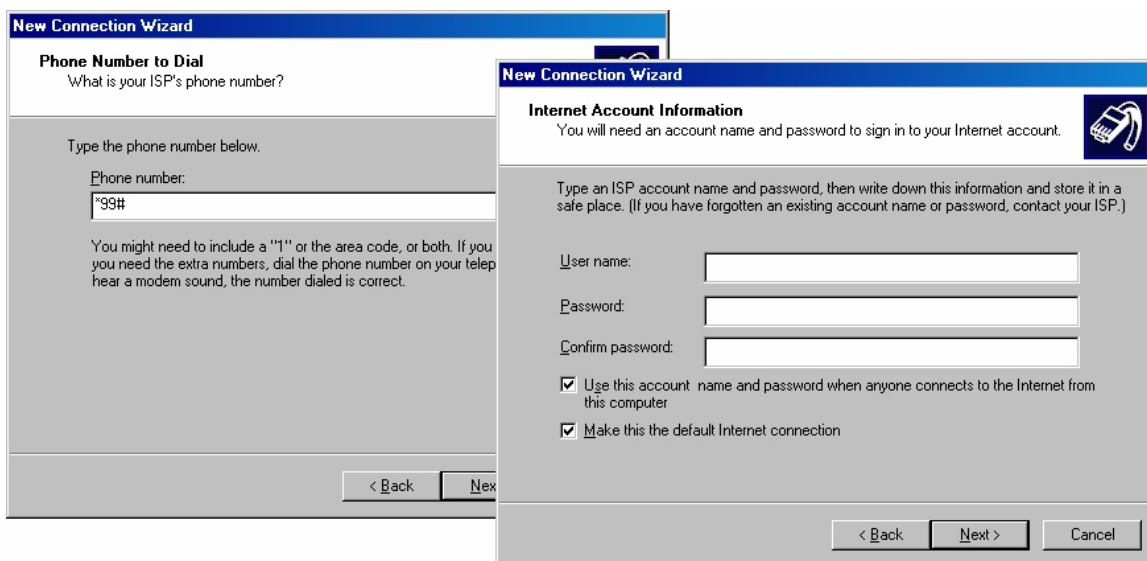 New Connection Wizard
Phone Number to Dial
What is your ISP's phone number?
Type the phone number below.
Phone number:
*99#
You might need to include a "1" or the area code, or both. If you
you need the extra numbers, dial the phone number on your
hear a modem sound, the number dialed is correct.
< Back
New Connection Wizard
Internet Account Information
You will need an account name and password to sign in to your Internet account.
Type an ISP account name and password, then write down this information and store it in a
safe place. (If you have forgotten an existing account name or password, contact your ISP.)
User name:
Password:
Confirm password:
Use this account name and password when anyone connects to the Internet from
this computer
Make this the default Internet connection
< Back
Next >
Cancel